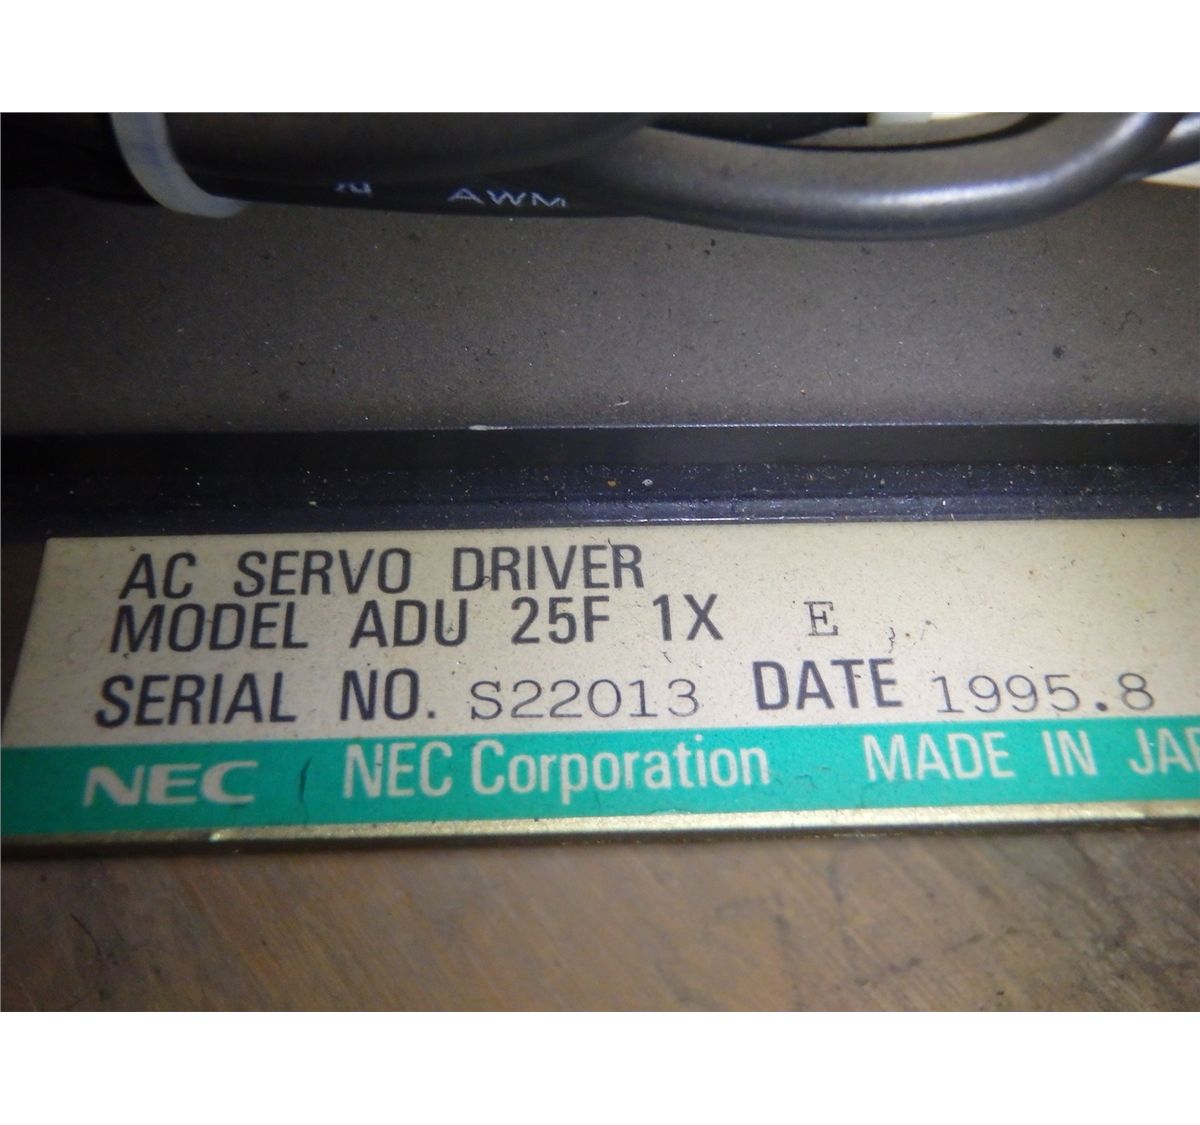 AWM
AC SERVO DRIVER
MODEL ADU 25F 1X E
SERIAL NO. S22013 DATE 1995.8
NEC NEC Corporation MADE IN JAP